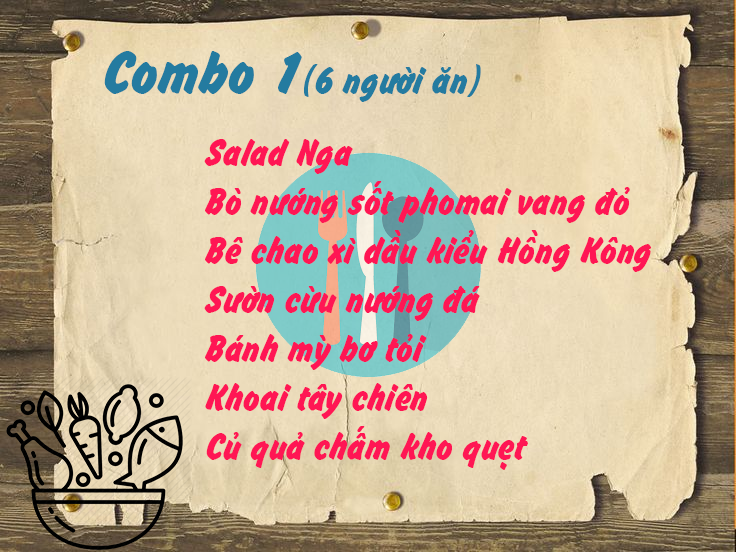 Combo 1 (6 người ăn)
Salad Nga
Bò nướng sốt phomai vang đỏ
Bê chao xì dầu kiểu Hồng Kông
Sườn cừu nướng đá
Bánh mỳ bơ tỏi
Khoai tây chiên
Củ quả chấm kho quẹt